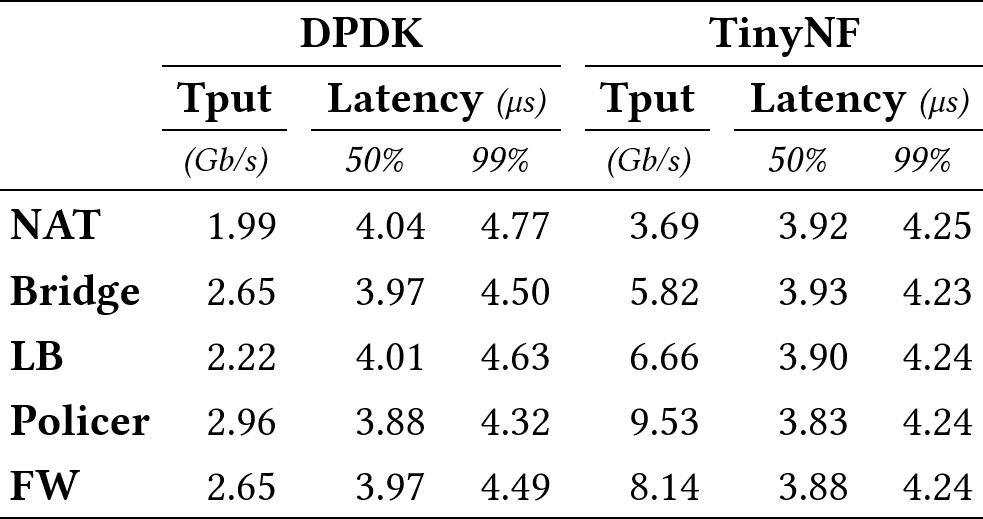 DPDK TinyNF
Tput Latency (μs) Tput Latency (μs)
(Gb/s) 50% 99% (Gb/s) 50% 99%
NAT 1.99 4.04 4.77 3.69 3.92 4.25
Bridge 2.65 3.97 4.50 5.82 3.93 4.23
LB 2.22 4.01 4.63 6.66 3.90 4.24
Policer 2.96 3.88 4.32 9.53 3.83 4.24
FW 2.65 3.97 4.49 8.14 3.88 4.24